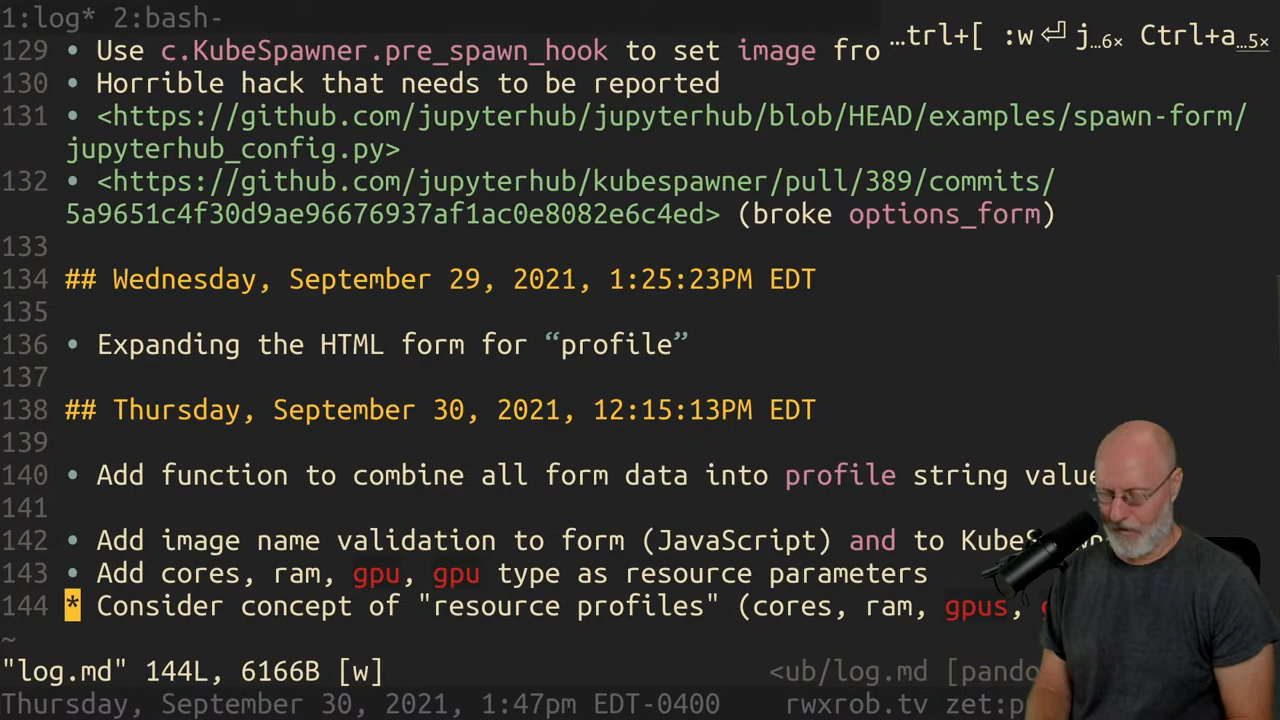 1:log* 2:bash-
…trl+[ :w⏎ j…6× Ctrl+a…5×
129 • Use c.KubeSpawner.pre_spawn_hook to set image fro
130 • Horrible hack that needs to be reported
131 • <https://github.com/jupyterhub/jupyterhub/blob/HEAD/examples/spawn-form/
jupyterhub_config.py>
132 • <https://github.com/jupyterhub/kubespawner/pull/389/commits/
5a9651c4f30d9ae96676937af1ac0e8082e6c4ed> (broke options_form)
133
134 ## Wednesday, September 29, 2021, 1:25:23PM EDT
135
136 • Expanding the HTML form for “profile”
137
138 ## Thursday, September 30, 2021, 12:15:13PM EDT
139
140 • Add function to combine all form data into profile string value
141
142 • Add image name validation to form (JavaScript) and to KubeSpawn
143 • Add cores, ram, gpu, gpu type as resource parameters
144 * Consider concept of "resource profiles" (cores, ram, gpus,
~
"log.md" 144L, 6166B [w] <ub/log.md [pando
Thursday, September 30, 2021, 1:47pm EDT-0400 rwxrob.tv zet:p